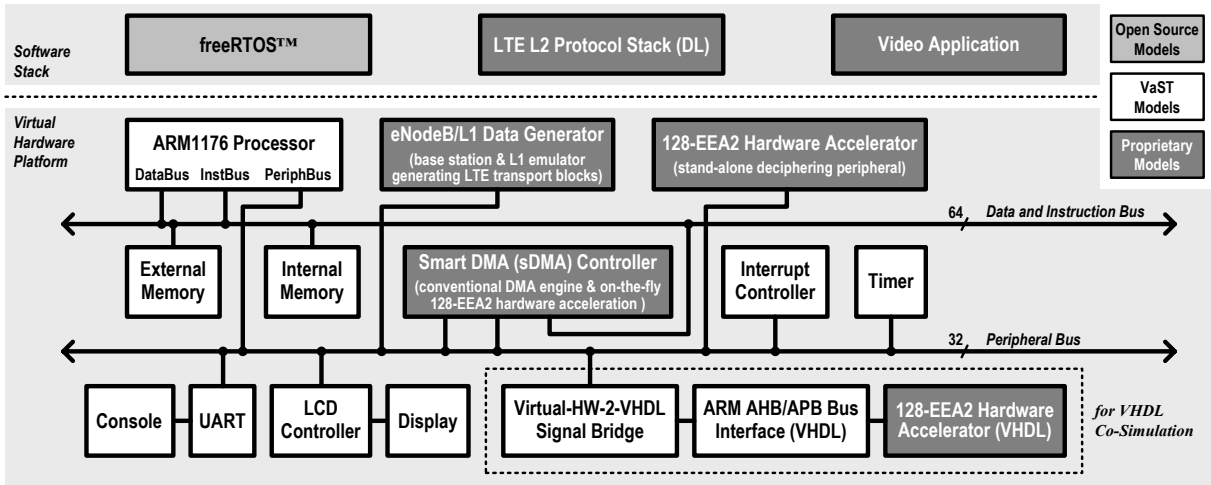 Software
Stack
freeRTOS™
LTE L2 Protocol Stack (DL)
Video Application
Open Source
Models
VaST
Models
Proprietary
Models
Virtual
Hardware
Platform
ARM1176 Processor
DataBus InstBus PeriphBus
eNodeB/L1 Data Generator
(base station & L1 emulator
generating LTE transport blocks)
128-EEA2 Hardware Accelerator
(stand-alone deciphering peripheral)
64 Data and Instruction Bus
External
Memory
Internal
Memory
Smart DMA (sDMA) Controller
(conventional DMA engine & on-the-fly
128-EEA2 hardware acceleration )
Interrupt
Controller
Timer
32 Peripheral Bus
Console
UART
LCD
Controller
Display
Virtual-HW-2-VHDL
Signal Bridge
ARM AHB/APB Bus
Interface (VHDL)
128-EEA2 Hardware
Accelerator (VHDL)
for VHDL
Co-Simulation